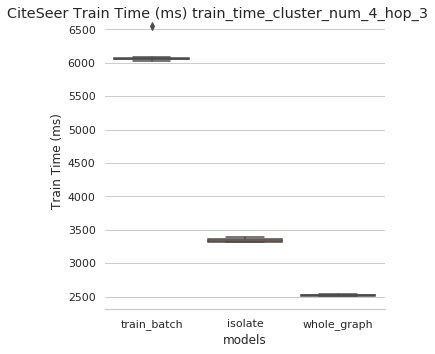 CiteSeer Train Time (ms) train_time_cluster_num_4_hop_3
6500
6000
5500
5000
4500
4000
3500
3000
2500
Train Time (ms)
train_batch isolate whole_graph
models